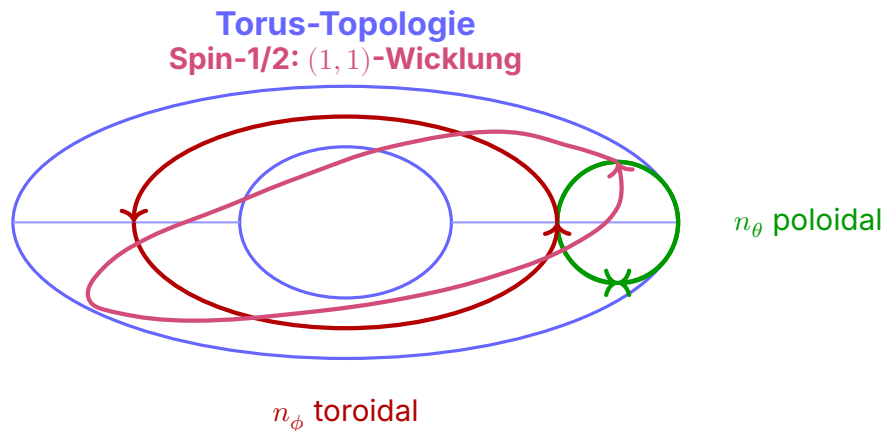 Torus-Topologie
Spin-1/2: (1, 1)-Wicklung
n_θ poloidal
n_ϕ toroidal